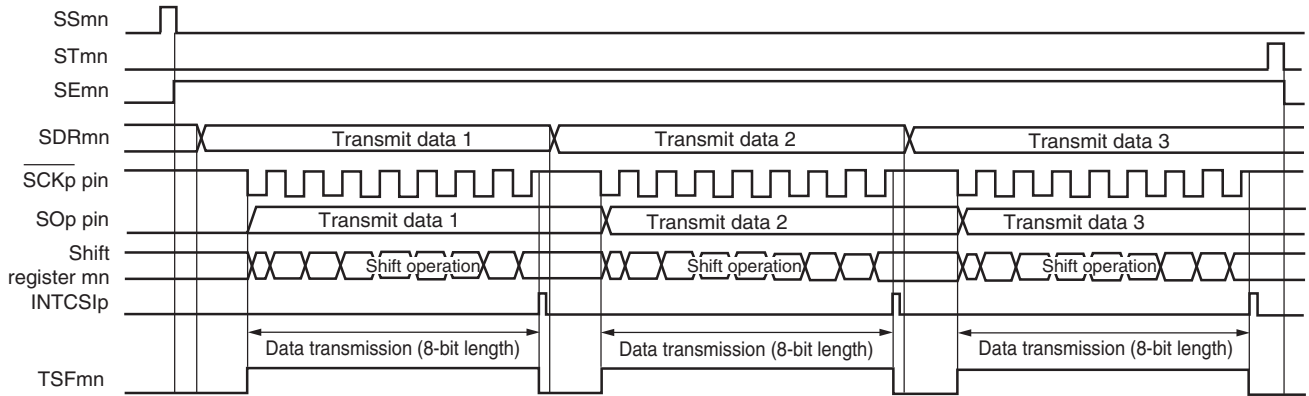 SSmn
STmn
SEmn
SDRmn Transmit data 1 Transmit data 2 Transmit data 3
SCKp pin
SOp pin Transmit data 1 Transmit data 2 Transmit data 3
Shift register mn Shift operation Shift operation Shift operation
INTCSIp
Data transmission (8-bit length) Data transmission (8-bit length) Data transmission (8-bit length)
TSFmn